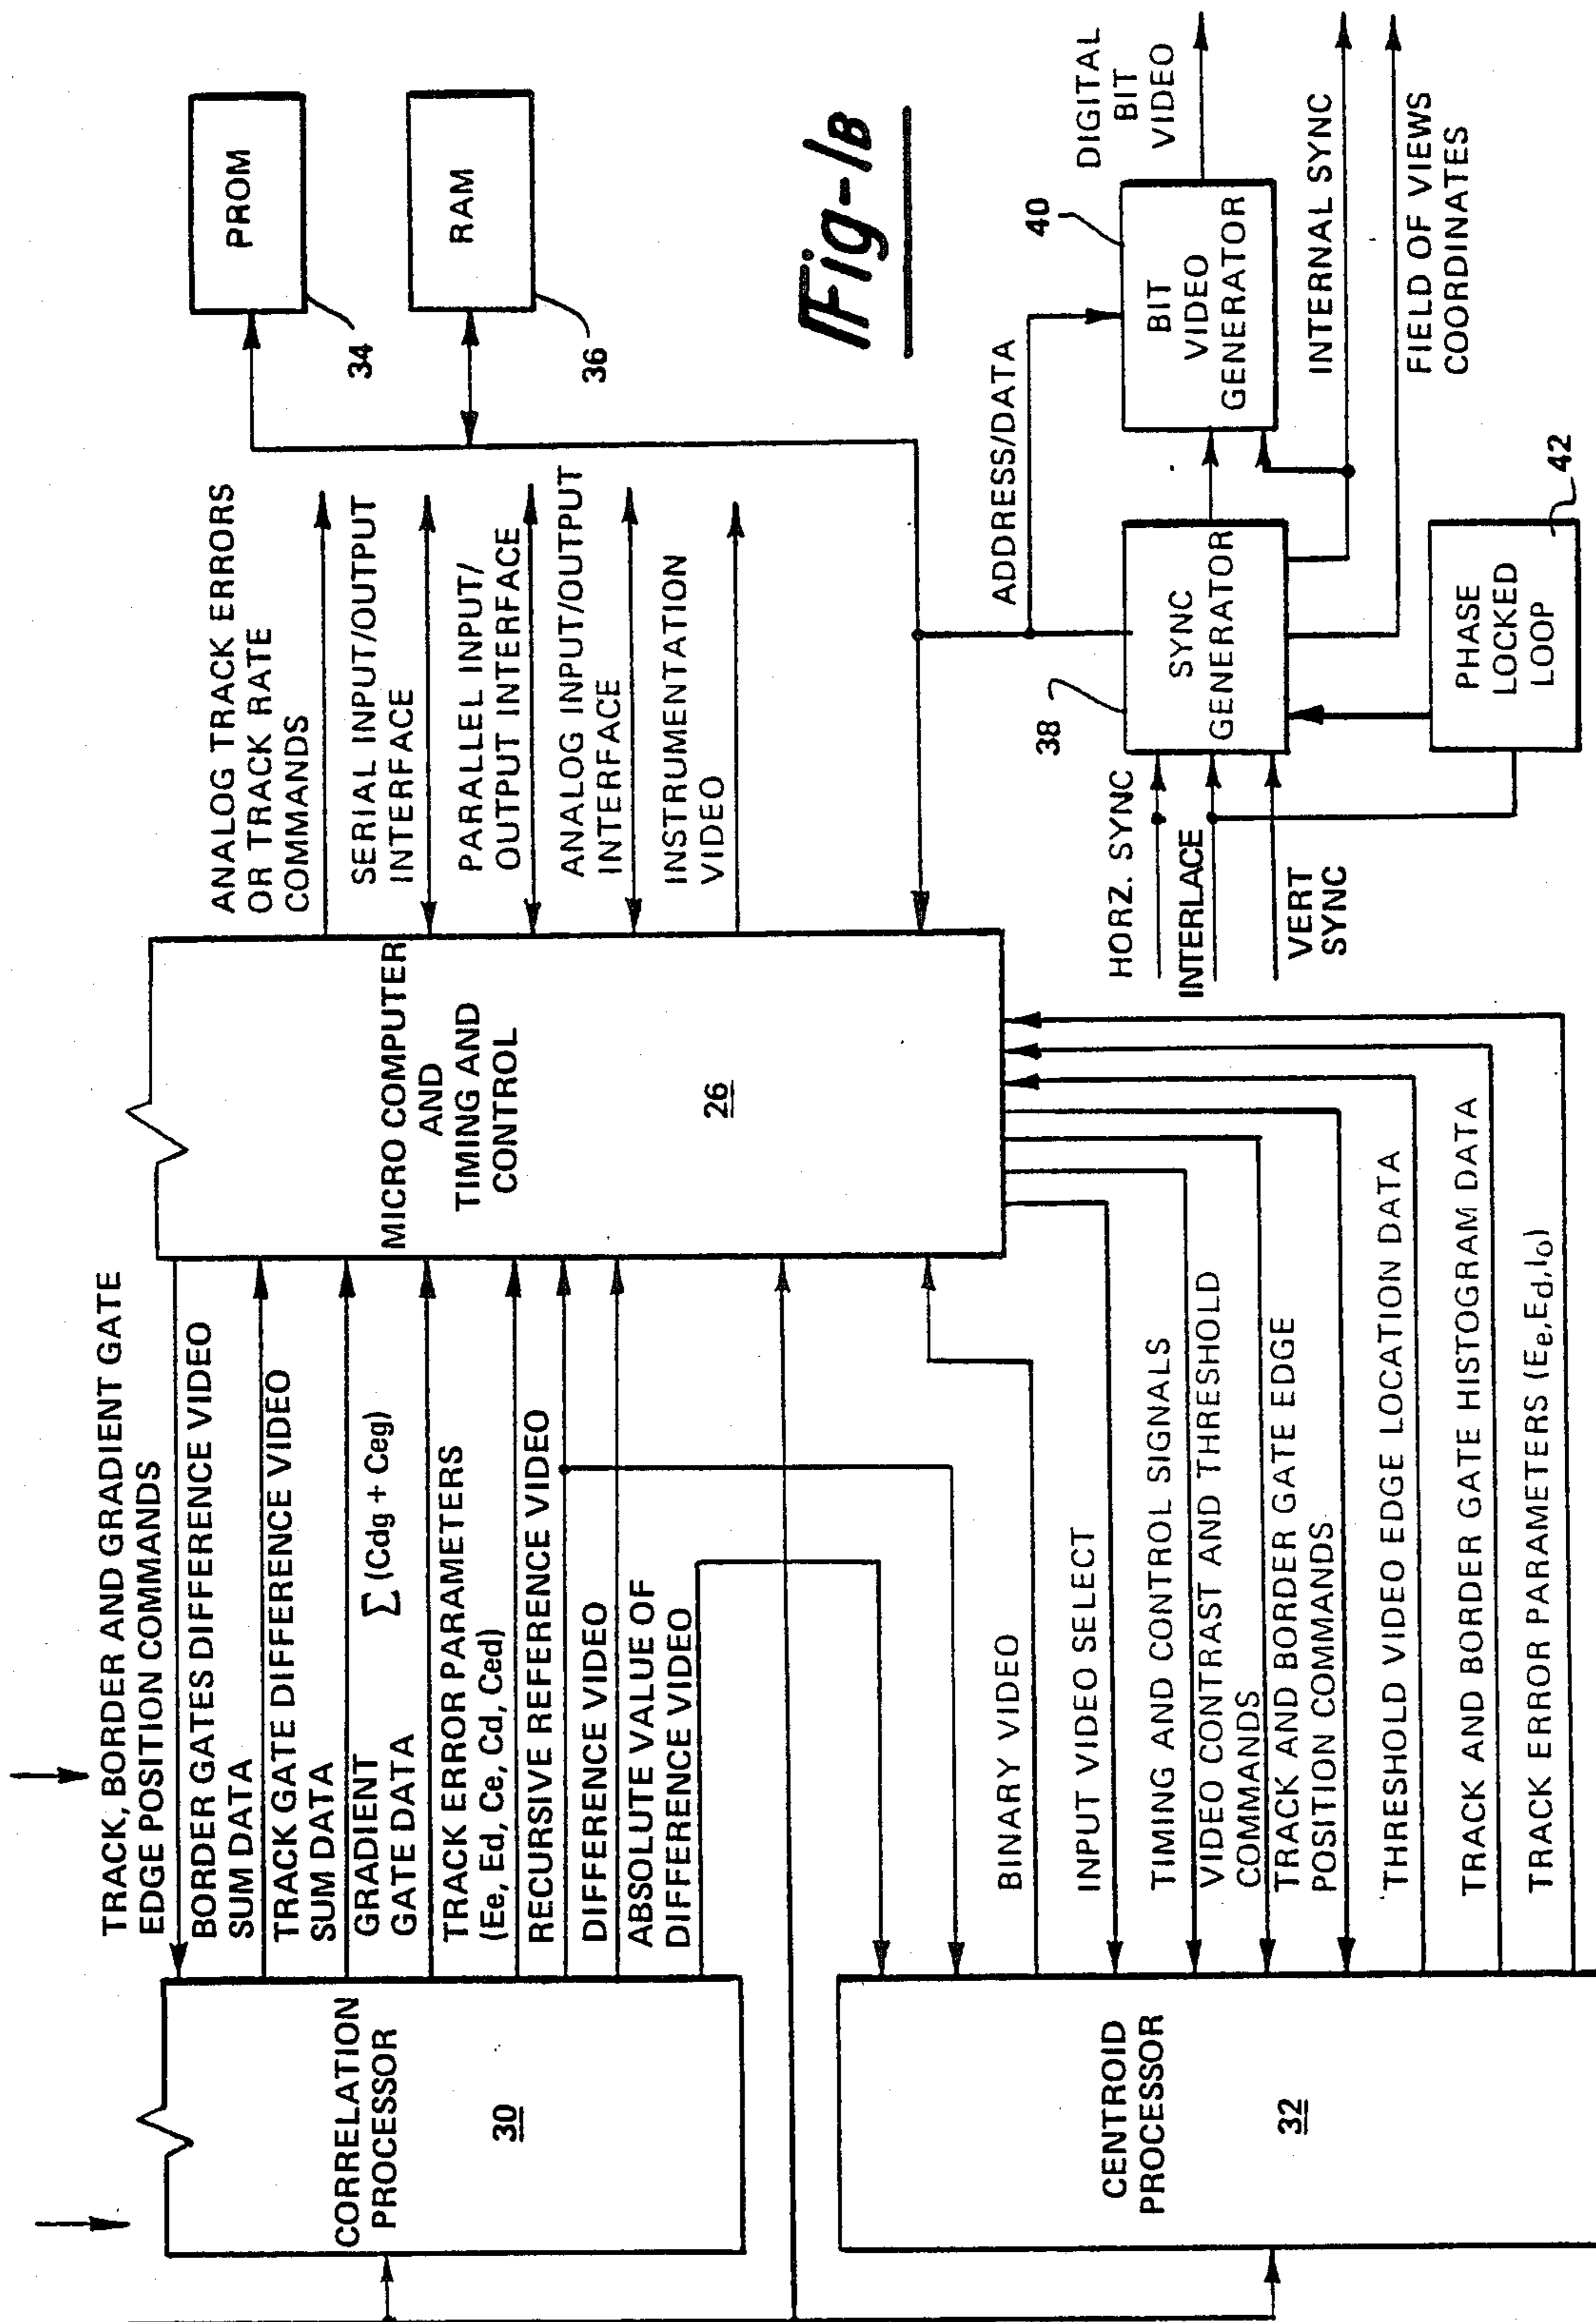 TRACK, BORDER AND GRADIENT GATE
EDGE POSITION COMMANDS
BORDER GATES DIFFERENCE VIDEO
SUM DATA
TRACK GATE DIFFERENCE VIDEO
SUM DATA
GRADIENT
GATE DATA
∑ (Cdg + Ceg)
TRACK ERROR PARAMETERS
(Ee, Ed, Ce, Cd, Ced)
RECURSIVE REFERENCE VIDEO
DIFFERENCE VIDEO
ABSOLUTE VALUE OF
DIFFERENCE VIDEO
CORRELATION
PROCESSOR
30
CENTROID
PROCESSOR
32
BINARY VIDEO
INPUT VIDEO SELECT
TIMING AND CONTROL SIGNALS
VIDEO CONTRAST AND THRESHOLD
COMMANDS
TRACK AND BORDER GATE EDGE
POSITION COMMANDS
THRESHOLD VIDEO EDGE LOCATION DATA
TRACK AND BORDER GATE HISTOGRAM DATA
TRACK ERROR PARAMETERS (Ee,Ed,Io)
MICRO COMPUTER
AND
TIMING AND
CONTROL
26
ANALOG TRACK ERRORS
OR TRACK RATE
COMMANDS
SERIAL INPUT/OUTPUT
INTERFACE
PARALLEL INPUT/
OUTPUT INTERFACE
ANALOG INPUT/OUTPUT
INTERFACE
INSTRUMENTATION
VIDEO
PROM
34
RAM
36
Fig-1B
ADDRESS/DATA
HORZ. SYNC
INTERLACE
VERT
SYNC
38
SYNC
GENERATOR
40
BIT
VIDEO
GENERATOR
DIGITAL
BIT
VIDEO
INTERNAL SYNC
FIELD OF VIEWS
COORDINATES
PHASE
LOCKED
LOOP
42